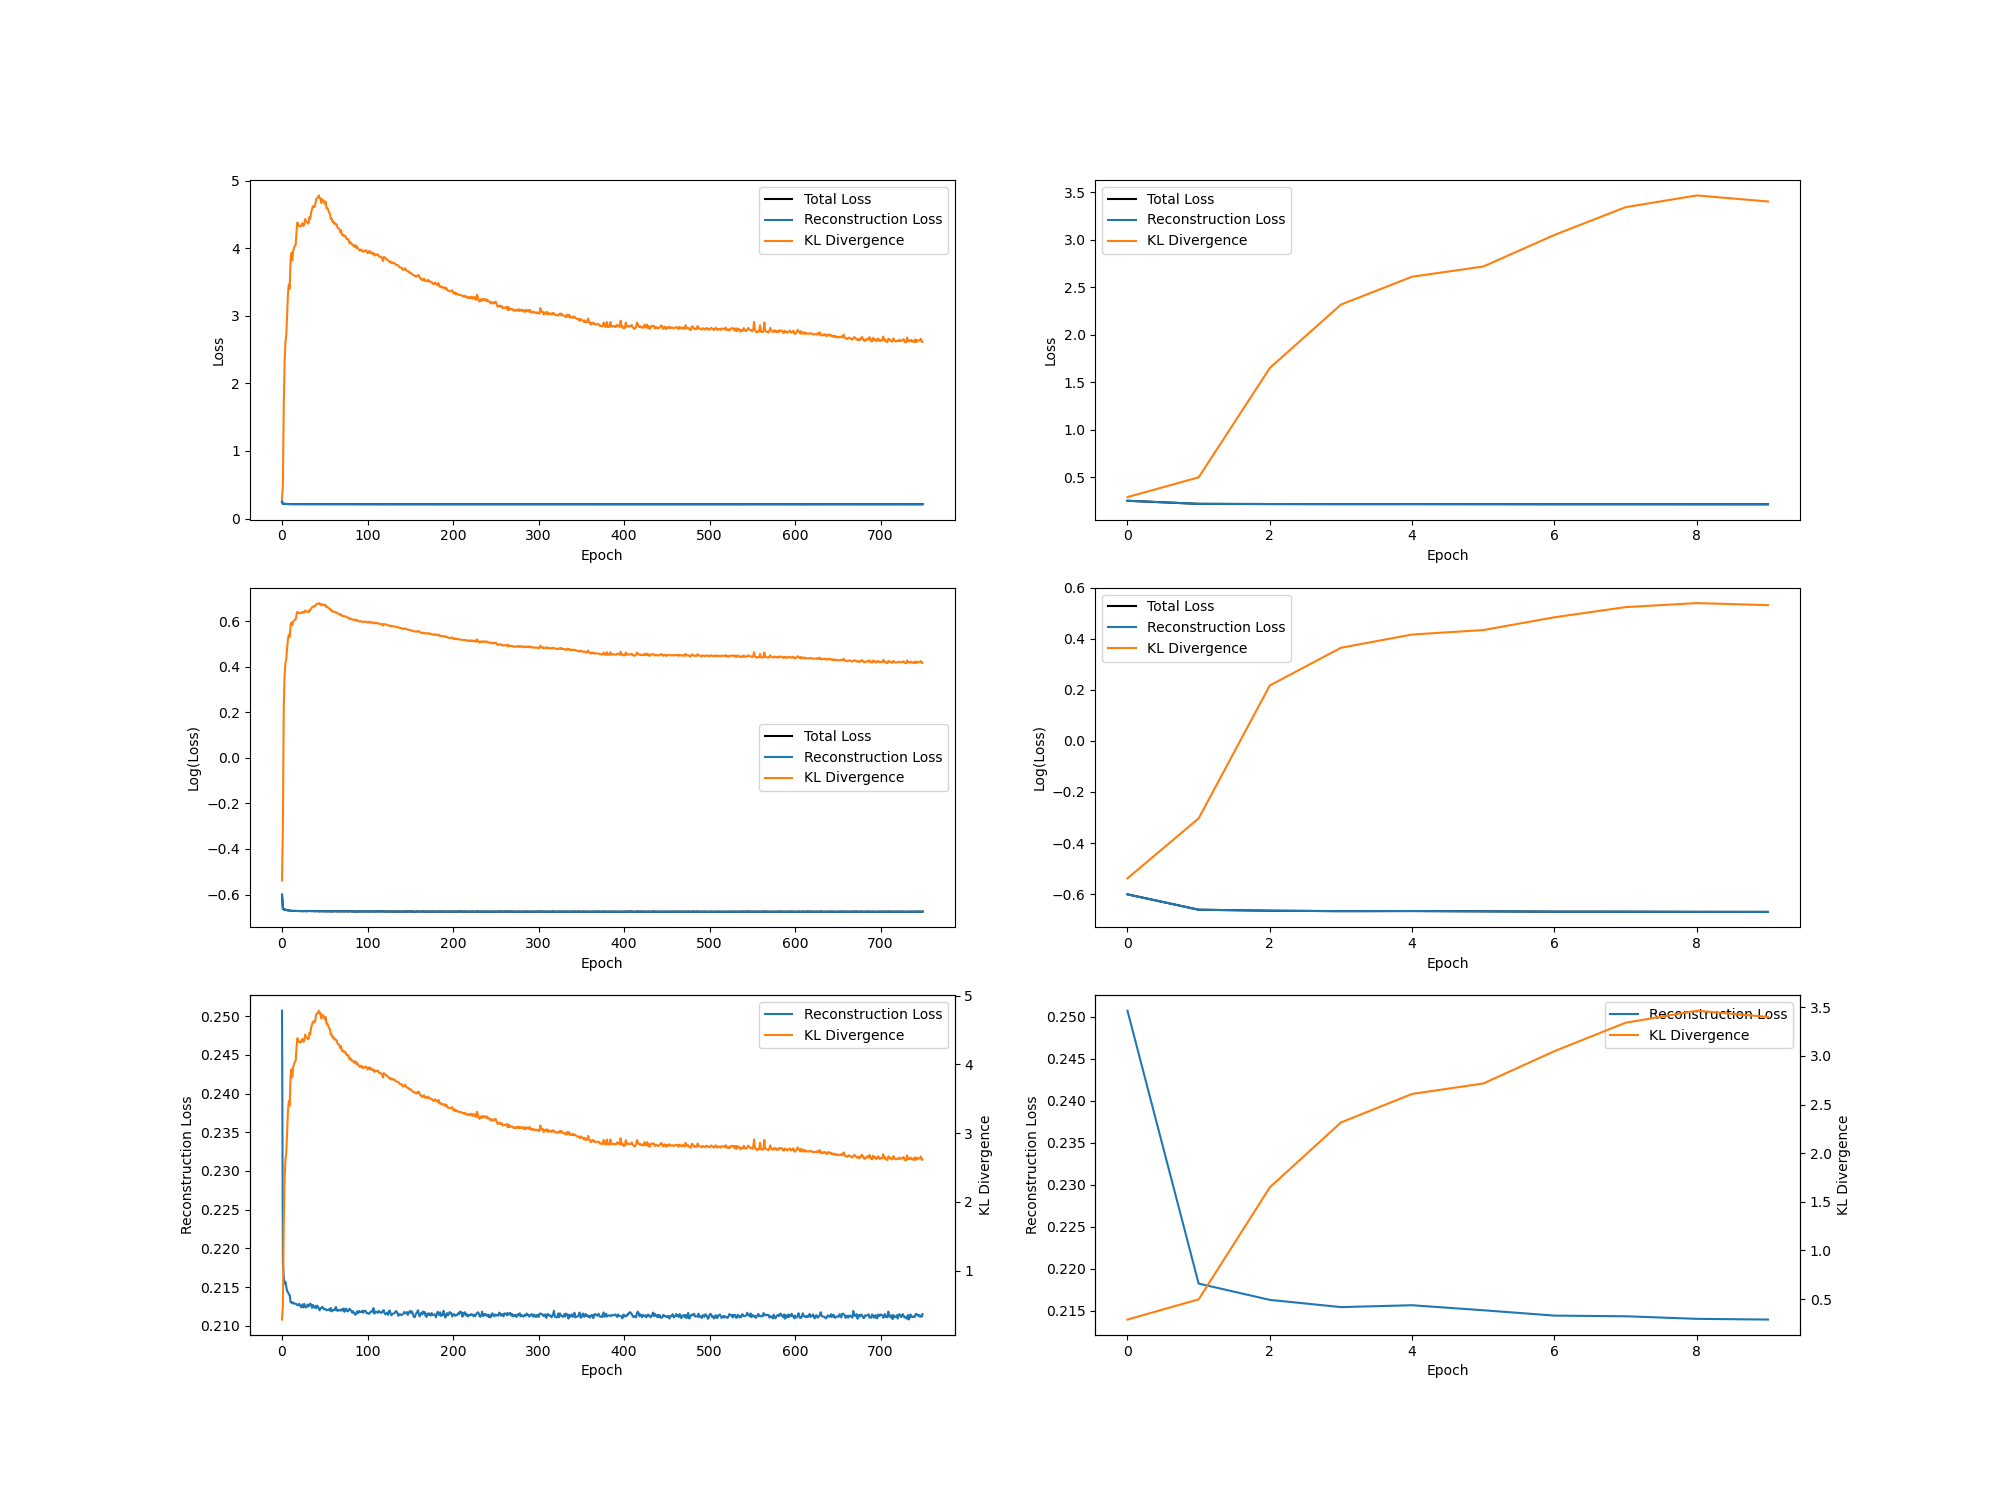 5
4
3
2
1
0
Loss
0 100 200 300 400 500 600 700
Epoch
Total Loss
Reconstruction Loss
KL Divergence
3.5
3.0
2.5
2.0
1.5
1.0
0.5
Loss
0 2 4 6 8
Epoch
Total Loss
Reconstruction Loss
KL Divergence
0.6
0.4
0.2
0.0
−0.2
−0.4
−0.6
Log(Loss)
0 100 200 300 400 500 600 700
Epoch
Total Loss
Reconstruction Loss
KL Divergence
0.6
0.4
0.2
0.0
−0.2
−0.4
−0.6
Log(Loss)
0 2 4 6 8
Epoch
Total Loss
Reconstruction Loss
KL Divergence
0.250
0.245
0.240
0.235
0.230
0.225
0.220
0.215
0.210
Reconstruction Loss
0 100 200 300 400 500 600 700
Epoch
Reconstruction Loss
KL Divergence
5
4
3
2
1
KL Divergence
0.250
0.245
0.240
0.235
0.230
0.225
0.220
0.215
Reconstruction Loss
0 2 4 6 8
Epoch
Reconstruction Loss
KL Divergence
3.5
3.0
2.5
2.0
1.5
1.0
0.5
KL Divergence